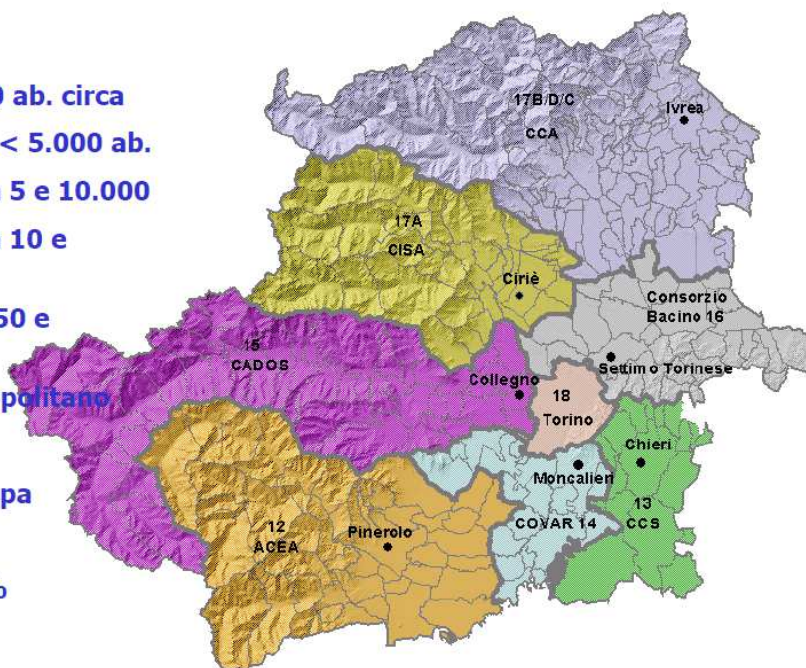 0 ab. circa
< 5.000 ab.
5 e 10.000
10 e
50 e
politano
pa
17B/D/C
CCA
Ivrea
17A
CISA
Ciriè
Consorzio
Bacino 16
Settimo Torinese
15
CADOS
Collegno
18
Torino
Chieri
Moncalieri
13
CCS
COVAR 14
12
ACEA
Pinerolo